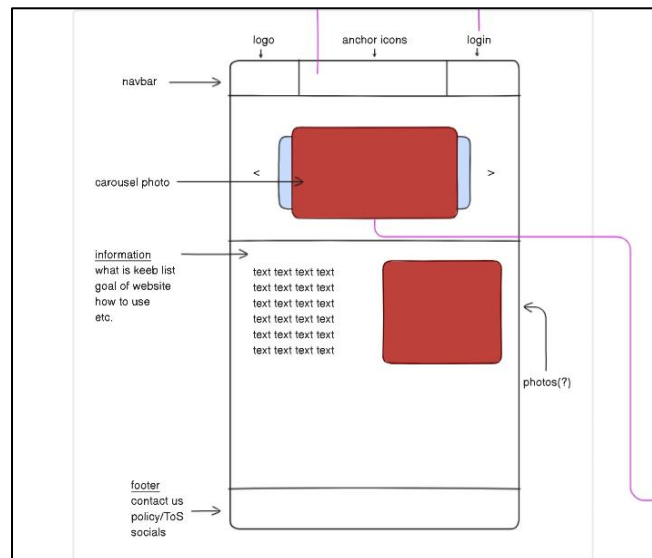 logo
anchor icons
login
navbar
<
>
carousel photo
information
what is keeb list
goal of website
how to use
etc.
text text text text
text text text text
text text text text
text text text text
text text text text
text text text text
photos(?)
footer
contact us
policy/ToS
socials